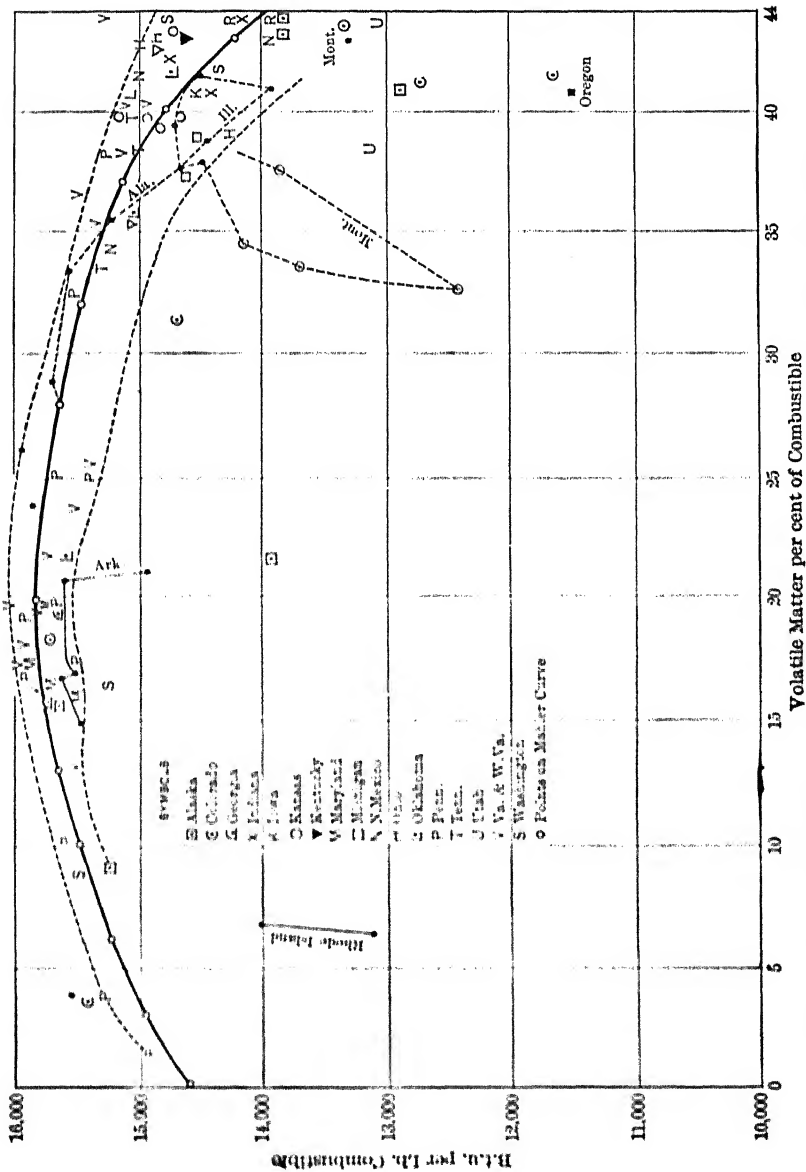 16,000
15,000
14,000
13,000
12,000
11,000
10,000
B.t.u. per Lb. Combustible
0
5
10
15
20
25
30
35
40
44
Volatile Matter per cent of Combustible
SYMBOLS
Alaska
Colorado
Georgia
Indiana
Iowa
Kansas
Kentucky
Maryland
Michigan
N. Mexico
Ohio
Oklahoma
P Penn.
T Tenn.
U Utah
V Va. & W. Va.
S Washington
Points on Mahler Curve
Rhode Island
Ark
Ala.
Ill.
Mont.
Mont.
Oregon